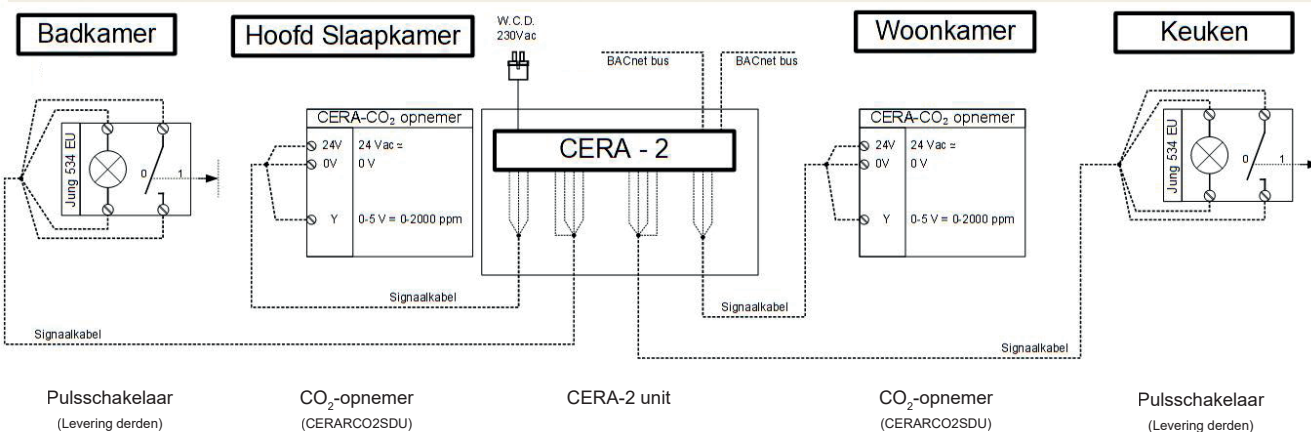 Badkamer
Hoofd Slaapkamer
W.C.D.
230Vac
Woonkamer
Keuken
BACnet bus
BACnet bus
Jung 534 EU
0
1
CERA-CO₂ opnemer
24V 24 Vac ≂
0V 0 V
Y 0-5 V = 0-2000 ppm
CERA - 2
CERA-CO₂ opnemer
24V 24 Vac ≂
0V 0 V
Y 0-5 V = 0-2000 ppm
Jung 534 EU
0
1
Signaalkabel
Signaalkabel
Signaalkabel
Signaalkabel
Pulsschakelaar
(Levering derden)
CO₂-opnemer
(CERARCO2SDU)
CERA-2 unit
CO₂-opnemer
(CERARCO2SDU)
Pulsschakelaar
(Levering derden)